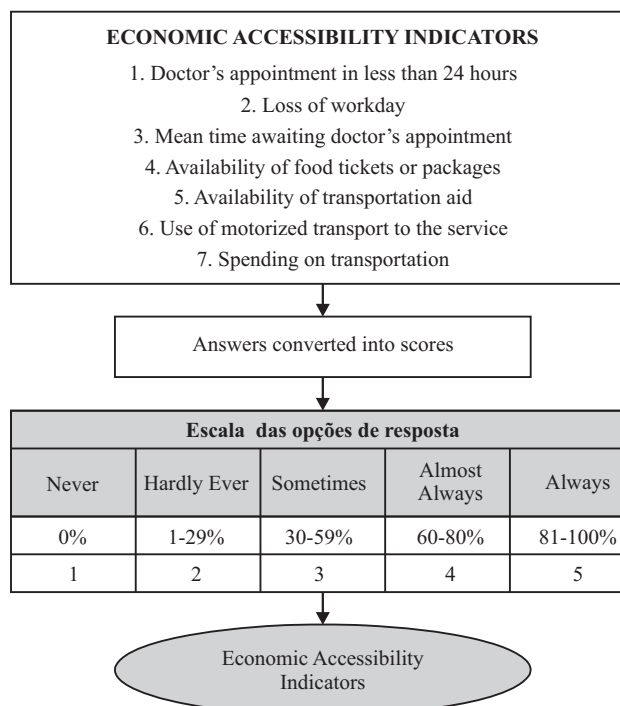 ECONOMIC ACCESSIBILITY INDICATORS
1. Doctor's appointment in less than 24 hours
2. Loss of workday
3. Mean time awaiting doctor's appointment
4. Availability of food tickets or packages
5. Availability of transportation aid
6. Use of motorized transport to the service
7. Spending on transportation
Answers converted into scores
Escala das opções de resposta
Never Hardly Ever Sometimes Almost Always Always
0% 1-29% 30-59% 60-80% 81-100%
1 2 3 4 5
Economic Accessibility
Indicators